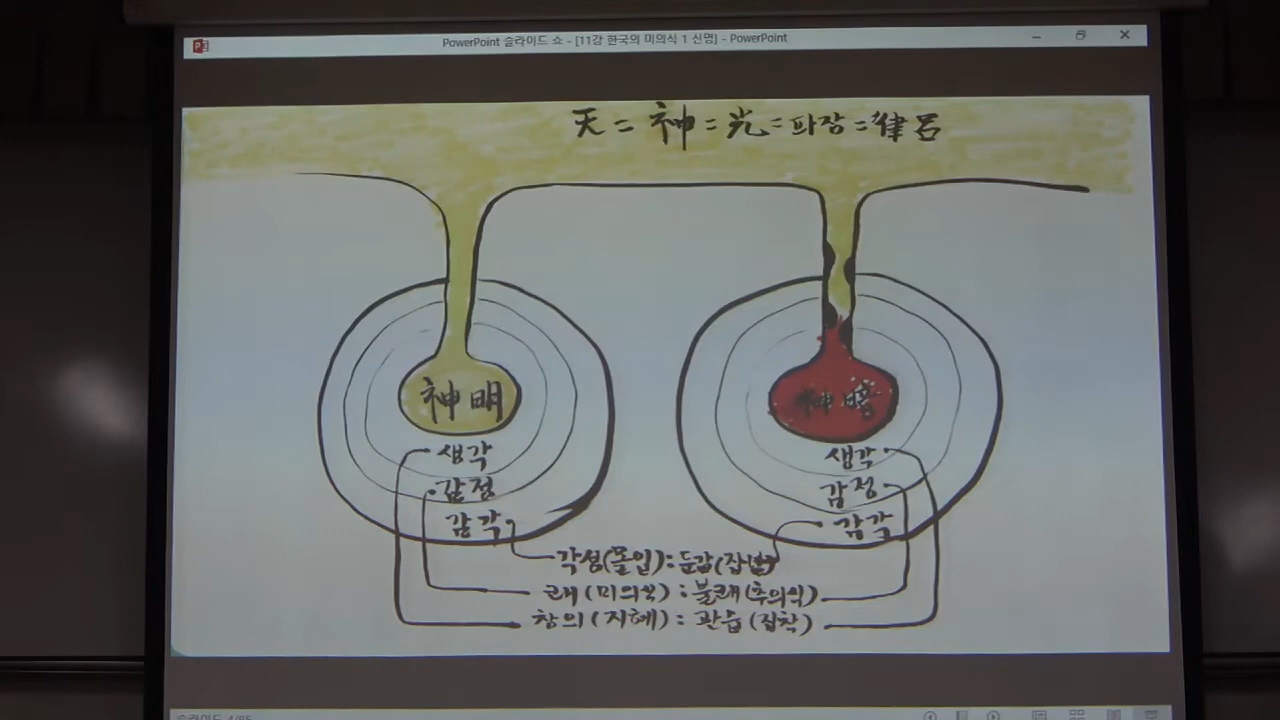 PowerPoint 슬라이드 쇼 - [11강 한국의 미의식 1 신명] - PowerPoint
天 = 神 = 光 = 파장 = 律呂
神明
神暗
생각
감정
감각
생각
감정
감각
각성(몰입) : 둔감(잡념)
쾌(미의식) : 불쾌(추의식)
창의(지혜) : 관습(집착)